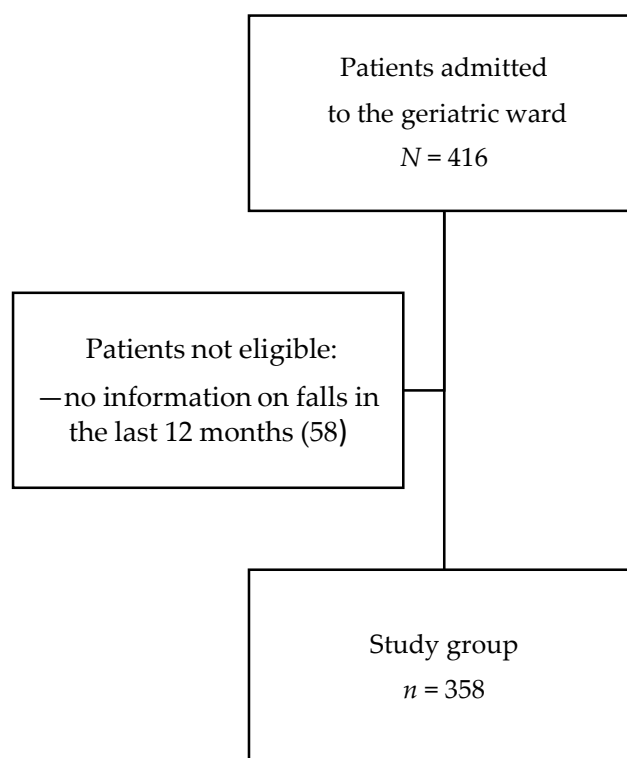 Patients admitted
to the geriatric ward
N = 416
Patients not eligible:
—no information on falls in
the last 12 months (58)
Study group
n = 358